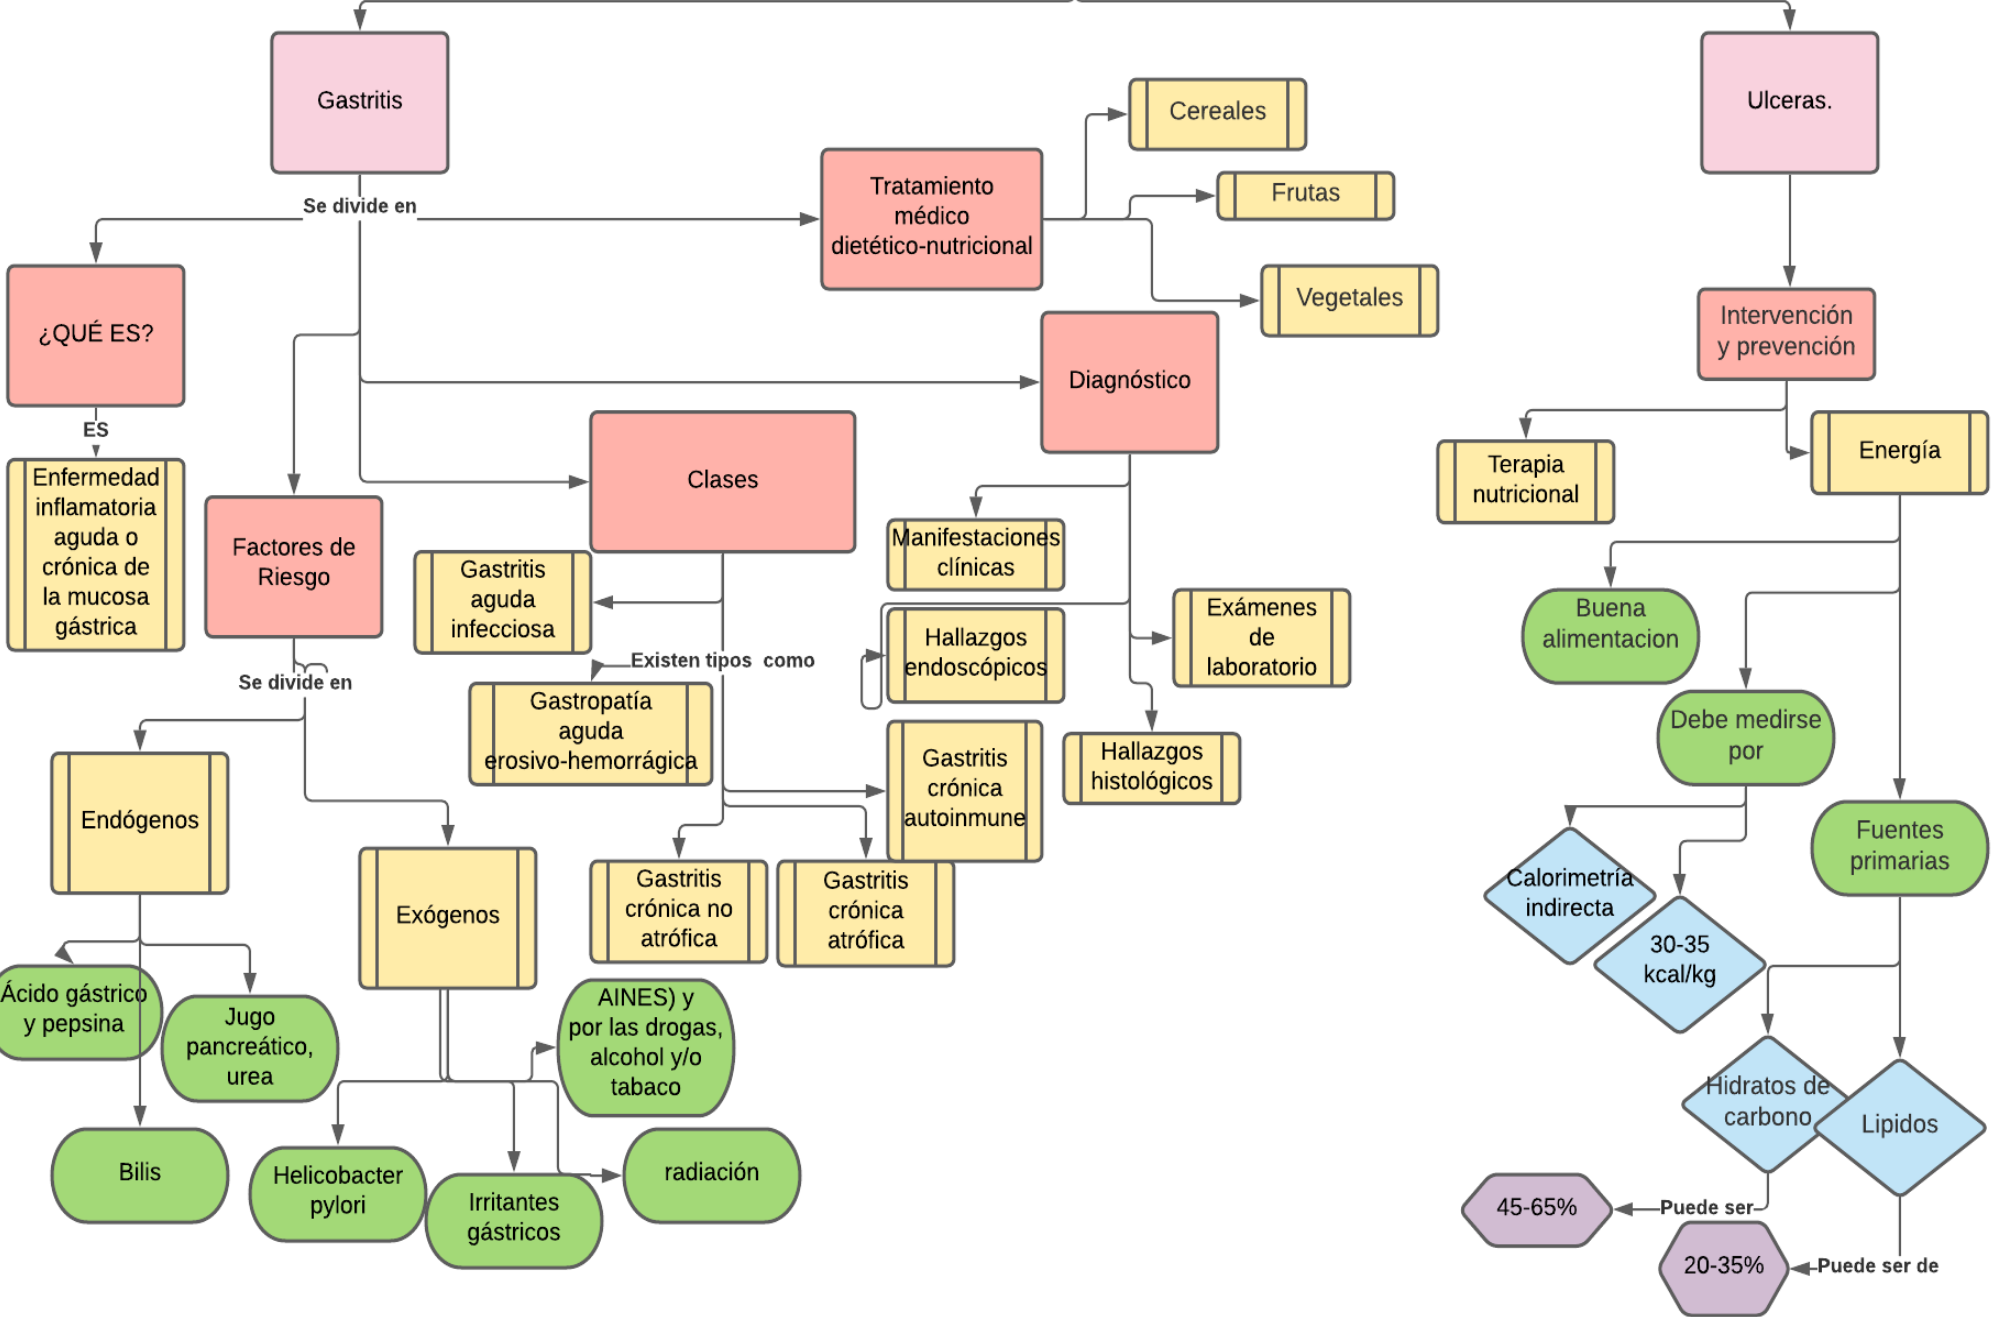 Gastritis
Ulceras.
Cereales
Tratamiento
médico
dietético-nutricional
Frutas
Se divide en
Vegetales
¿QUÉ ES?
Intervención
y prevención
Diagnóstico
ES
Clases
Energía
Terapia
nutricional
Enfermedad
inflamatoria
aguda o
crónica de
la mucosa
gástrica
Factores de
Riesgo
Manifestaciones
clínicas
Gastritis
aguda
infecciosa
Exámenes
de
laboratorio
Hallazgos
endoscópicos
Buena
alimentacion
Existen tipos  como
Se divide en
Gastropatía
aguda
erosivo-hemorrágica
Debe medirse
por
Gastritis
crónica
autoinmune
Hallazgos
histológicos
Endógenos
Fuentes
primarias
Exógenos
Gastritis
crónica no
atrófica
Gastritis
crónica
atrófica
Calorimetría
indirecta
30-35
kcal/kg
Ácido gástrico
y pepsina
Jugo
pancreático,
urea
AINES) y
por las drogas,
alcohol y/o
tabaco
Hidratos de
carbono
Lipidos
Bilis
Helicobacter
pylori
Irritantes
gástricos
radiación
45-65%
Puede ser
20-35%
Puede ser de